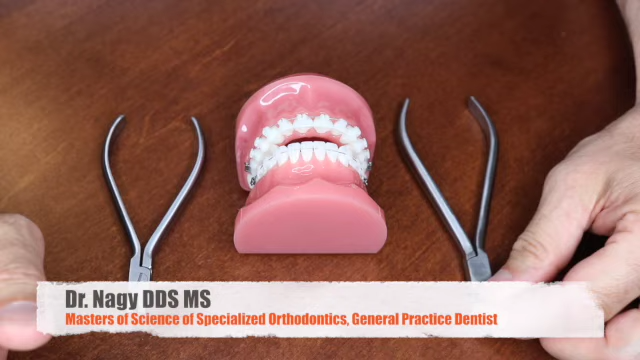 Dr. Nagy DDS MS
Masters of Science of Specialized Orthodontics, General Practice Dentist